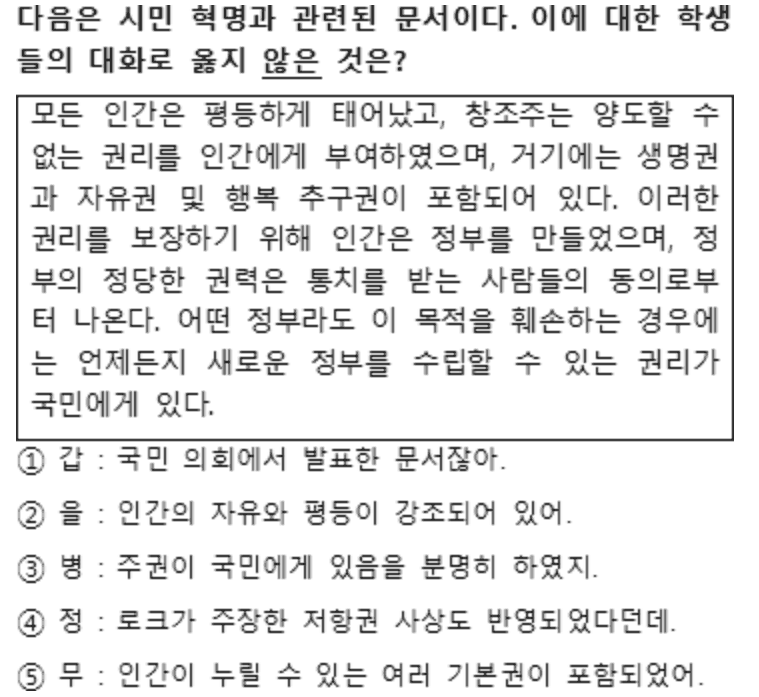 다음은 시민 혁명과 관련된 문서이다. 이에 대한 학생
들의 대화로 옳지 않은 것은?
모든 인간은 평등하게 태어났고, 창조주는 양도할 수
없는 권리를 인간에게 부여하였으며, 거기에는 생명권
과 자유권 및 행복 추구권이 포함되어 있다. 이러한
권리를 보장하기 위해 인간은 정부를 만들었으며, 정
부의 정당한 권력은 통치를 받는 사람들의 동의로부
터 나온다. 어떤 정부라도 이 목적을 훼손하는 경우에
는 언제든지 새로운 정부를 수립할 수 있는 권리가
국민에게 있다.
① 갑 : 국민 의회에서 발표한 문서잖아.
② 을 : 인간의 자유와 평등이 강조되어 있어.
③ 병 : 주권이 국민에게 있음을 분명히 하였지.
④ 정 : 로크가 주장한 저항권 사상도 반영되었다던데.
⑤ 무 : 인간이 누릴 수 있는 여러 기본권이 포함되었어.